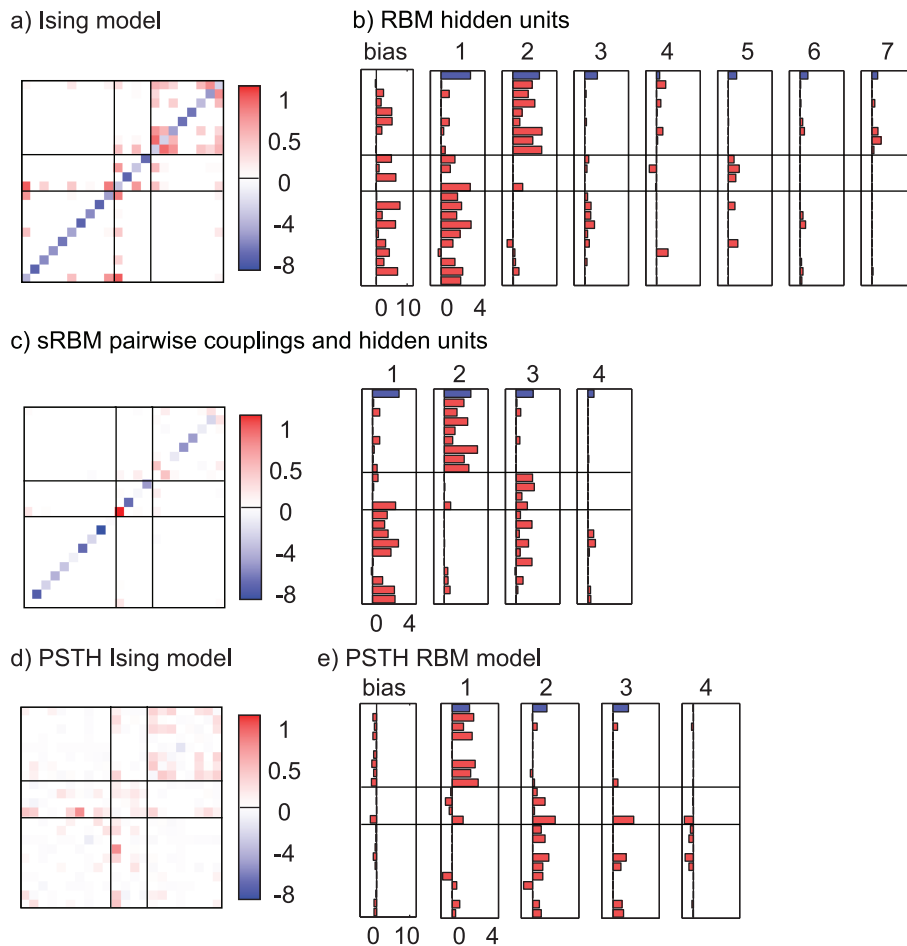 a) Ising model
1
0.5
0
-4
-8
b) RBM hidden units
bias 1 2 3 4 5 6 7
0 10 0 4
c) sRBM pairwise couplings and hidden units
1
0.5
0
-4
-8
1 2 3 4
0 4
d) PSTH Ising model
1
0.5
0
-4
-8
e) PSTH RBM model
bias 1 2 3 4
0 10 0 4